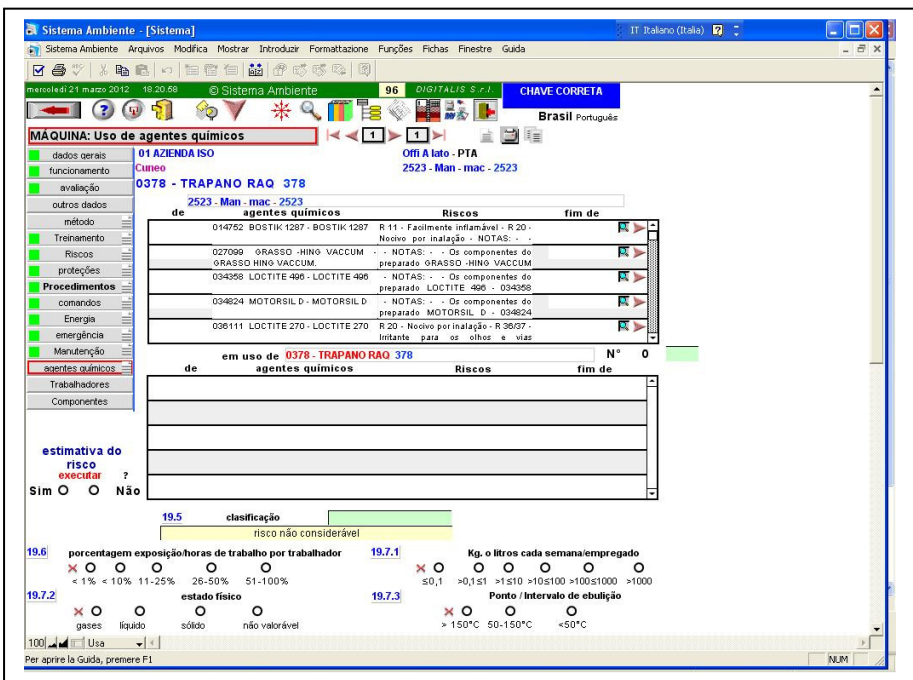 Sistema Ambiente - [Sistema]
IT Italiano (Italia)
Sistema Ambiente Arquivos Modifica Mostrar Introduzir Formattazione Funções Fichas Finestre Guida
mercoledì 21 marzo 2012 18.20.58 © Sistema Ambiente 96 DIGITALIS S.r.l. CHAVE CORRETA
Brasil Português
MÁQUINA: Uso de agentes químicos 1 1
dados gerais
funcionamento
avaliação
outros dados
método
Treinamento
Riscos
proteções
Procedimentos
comandos
Energia
emergência
Manutenção
agentes químicos
Trabalhadores
Componentes
01 AZIENDA ISO Offi A lato - PTA
Cuneo 2523 - Man - mac - 2523
0378 - TRAPANO RAQ 378
2523 - Man - mac - 2523
de agentes químicos Riscos fim de
014752 BOSTIK 1287 - BOSTIK 1287 R 11 - Facilmente inflamável - R 20 -
Nocivo por inalação - NOTAS: - -
027099 GRASSO -HING VACCUM - - NOTAS: - - Os componentes do
GRASSO HING VACCUM. preparado GRASSO -HING VACCUM
034358 LOCTITE 496 - LOCTITE 496 - NOTAS: - - Os componentes do
preparado LOCTITE 496 - 034358
034824 MOTORSIL D - MOTORSIL D - NOTAS: - - Os componentes do
preparado MOTORSIL D - 034824
036111 LOCTITE 270 - LOCTITE 270 R 20 - Nocivo por inalação - R 36/37 -
Irritante para os olhos e vias
em uso de 0378 - TRAPANO RAQ 378 N° 0
de agentes químicos Riscos fim de
estimativa do
risco
executar ?
Sim Não
19.5 clasificação
risco não considerável
19.6 porcentagem exposição/horas de trabalho por trabalhador
< 1% < 10% 11-25% 26-50% 51-100%
19.7.1 Kg. o litros cada semana/empregado
≤0,1 >0,1≤1 >1≤10 >10≤100 >100≤1000 >1000
19.7.2 estado físico
gases líquido sólido não valorável
19.7.3 Ponto / Intervalo de ebulição
> 150°C 50-150°C <50°C
100 Usa
Per aprire la Guida, premere F1 NUM